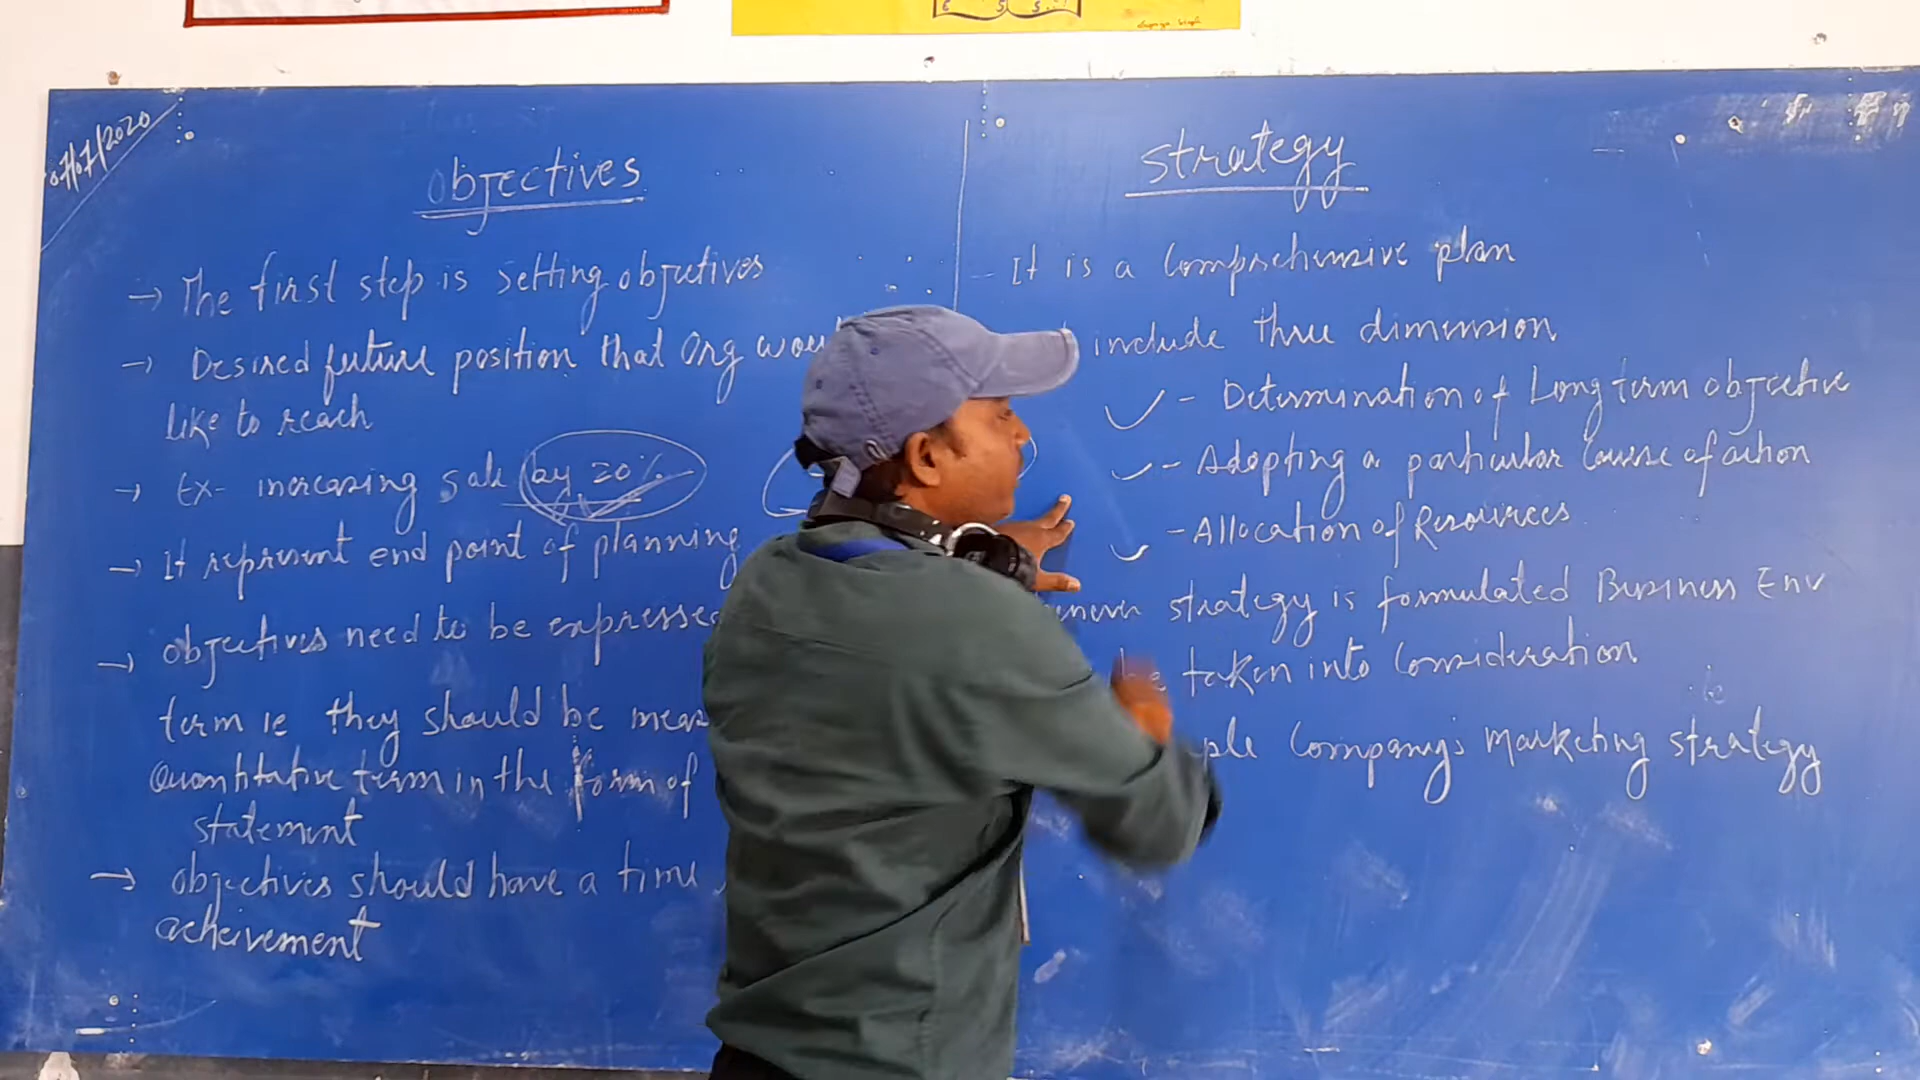 07/07/2020
objectives
→ The first step is setting objectives
→ Desired future position that Org
like to reach
→ Ex- increasing sale by 20%
→ It represent end point of planning
→ objectives need to be expressed
term ie they should be
Quantitative term in the form of
statement
→ objectives should have a time
acheivement
strategy
- It is a comprehensive plan
include three dimension
- Determination of Long term objective
- Adopting a particular course of action
- Allocation of Resources
strategy is formulated Business Env
be taken into consideration
Company's marketing strategy